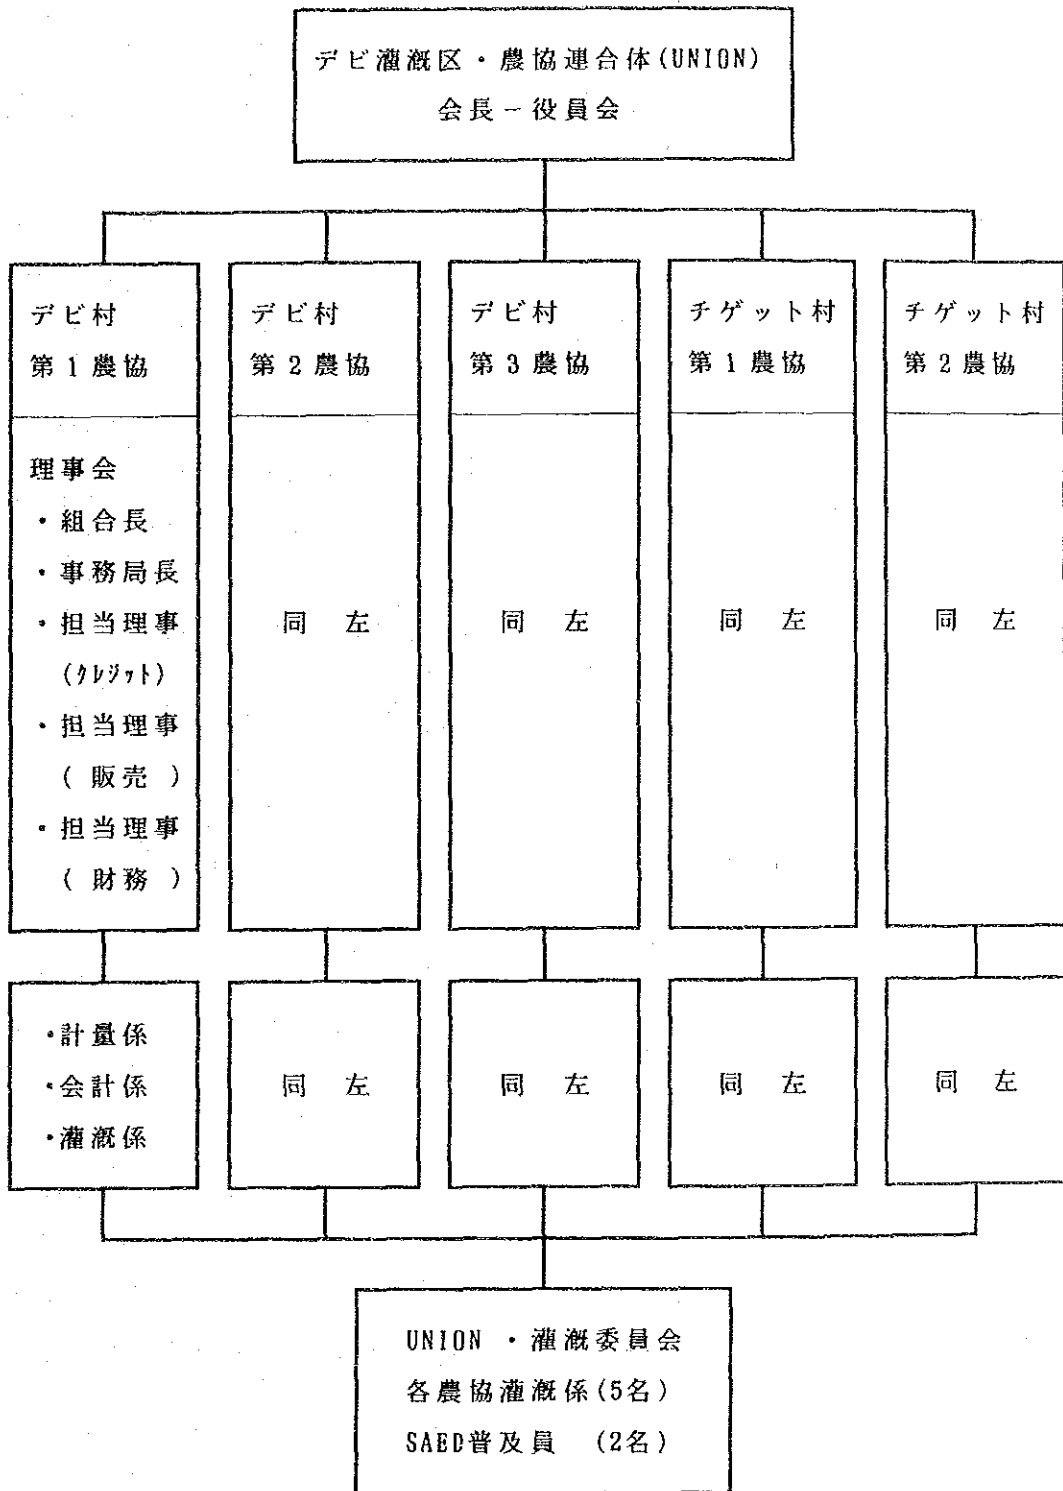 デビ灌漑区・農協連合体(UNION)
会長－役員会
デビ村
第1農協
デビ村
第2農協
デビ村
第3農協
チゲット村
第1農協
チゲット村
第2農協
理事会
・組合長
・事務局長
・担当理事
(クレジット)
・担当理事
(販売)
・担当理事
(財務)
同 左
同 左
同 左
同 左
・計量係
・会計係
・灌漑係
同 左
同 左
同 左
同 左
UNION ・灌漑委員会
各農協灌漑係(5名)
SAED普及員 (2名)